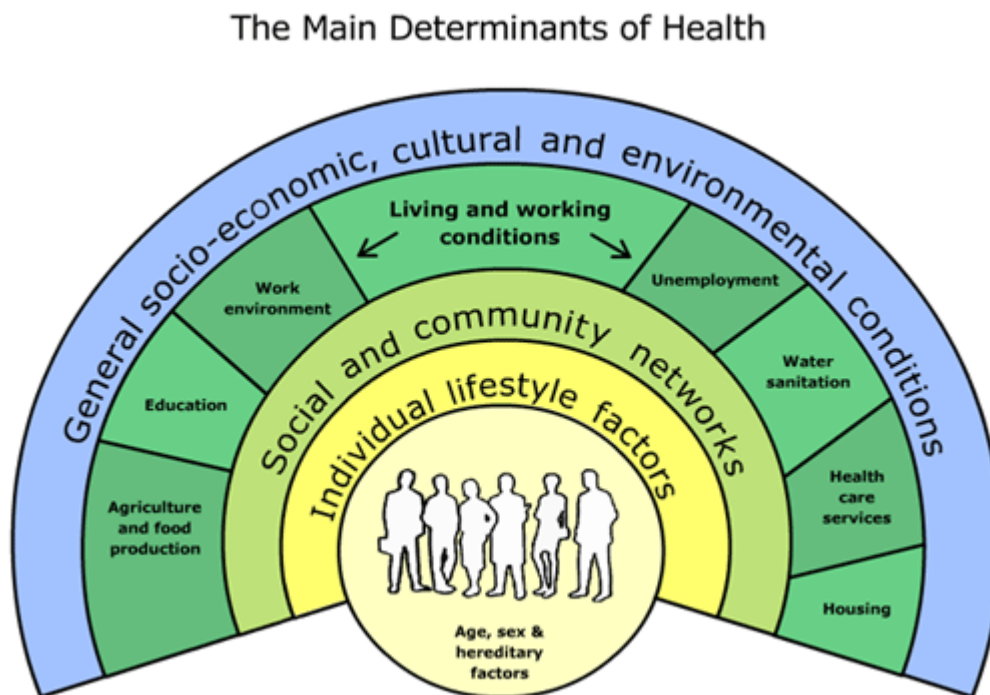 The Main Determinants of Health
General socio-economic, cultural and environmental conditions
Living and working
conditions
Work
environment
Unemployment
Education
Water
sanitation
Agriculture
and food
production
Health
care
services
Housing
Social and community networks
Individual lifestyle factors
Age, sex &
hereditary
factors